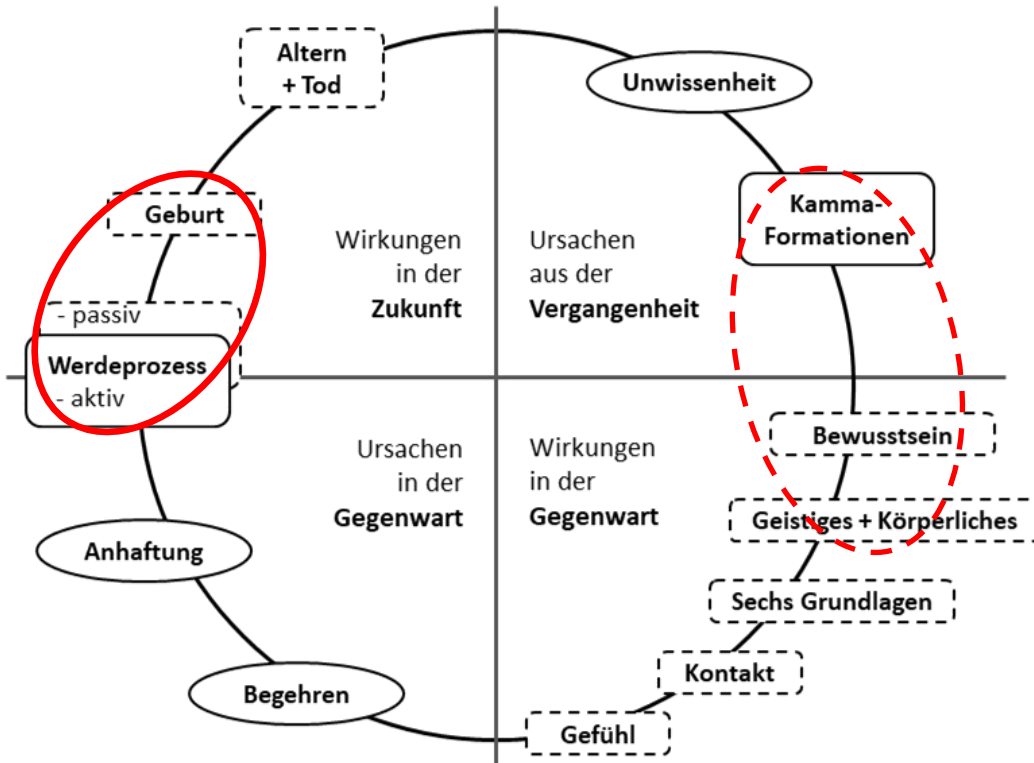 Altern
+ Tod
Unwissenheit
Geburt
Kamma-
Formationen
Wirkungen
in der
Zukunft
Ursachen
aus der
Vergangenheit
- passiv
Werdeprozess
- aktiv
Ursachen
in der
Gegenwart
Wirkungen
in der
Gegenwart
Bewusstsein
Geistiges + Körperliches
Anhaftung
Sechs Grundlagen
Kontakt
Begehren
Gefühl